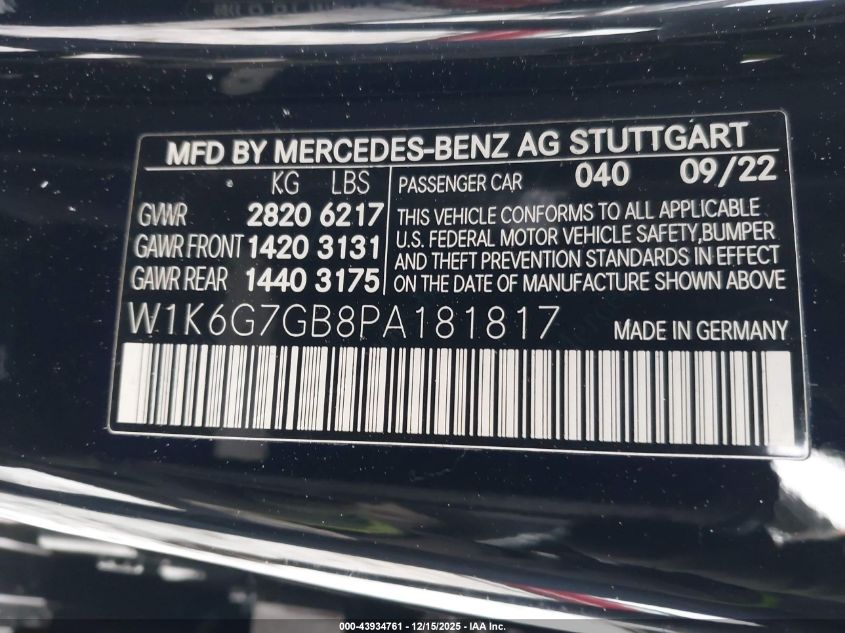 MFD BY MERCEDES-BENZ AG STUTTGART
KG LBS
PASSENGER CAR 040 09/22
GVWR 2820 6217
GAWR FRONT 1420 3131
GAWR REAR 1440 3175
THIS VEHICLE CONFORMS TO ALL APPLICABLE
U.S. FEDERAL MOTOR VEHICLE SAFETY,BUMPER
AND THEFT PREVENTION STANDARDS IN EFFECT
ON THE DATE OF MANUFACTURE SHOWN ABOVE
W1K6G7GB8PA181817
MADE IN GERMANY
000-43934761 - 12/15/2025 - IAA Inc.